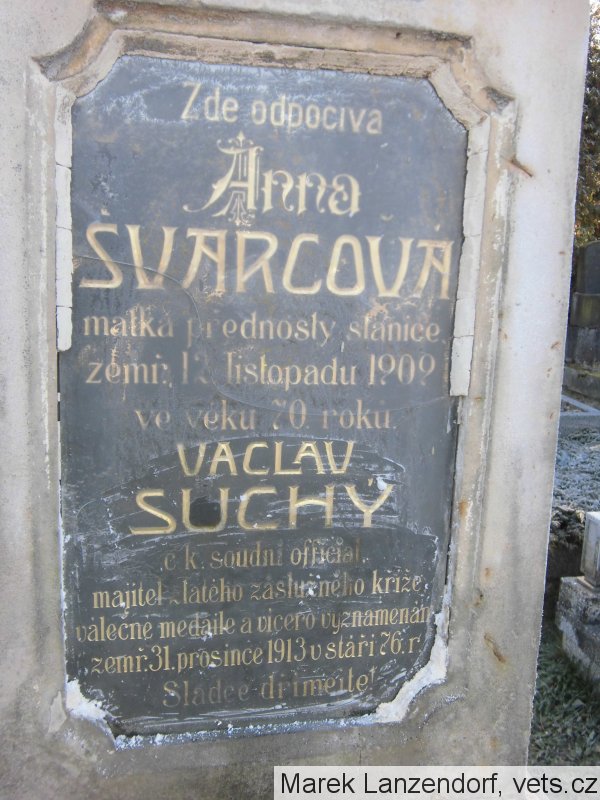 Zde odpočívá
Anna
ŠVARCOVÁ
matka přednosty stanice,
zemř. 12. listopadu 1909
ve věku 70. roků.
VÁCLAV
SUCHÝ
c. k. soudní official,
majitel zlatého záslužného kříže,
válečné medaile a vícero vyznamenán.
zemř. 31. prosince 1913 v stáří 76. r.
Sladce dřímejte!
Marek Lanzendorf, vets.cz